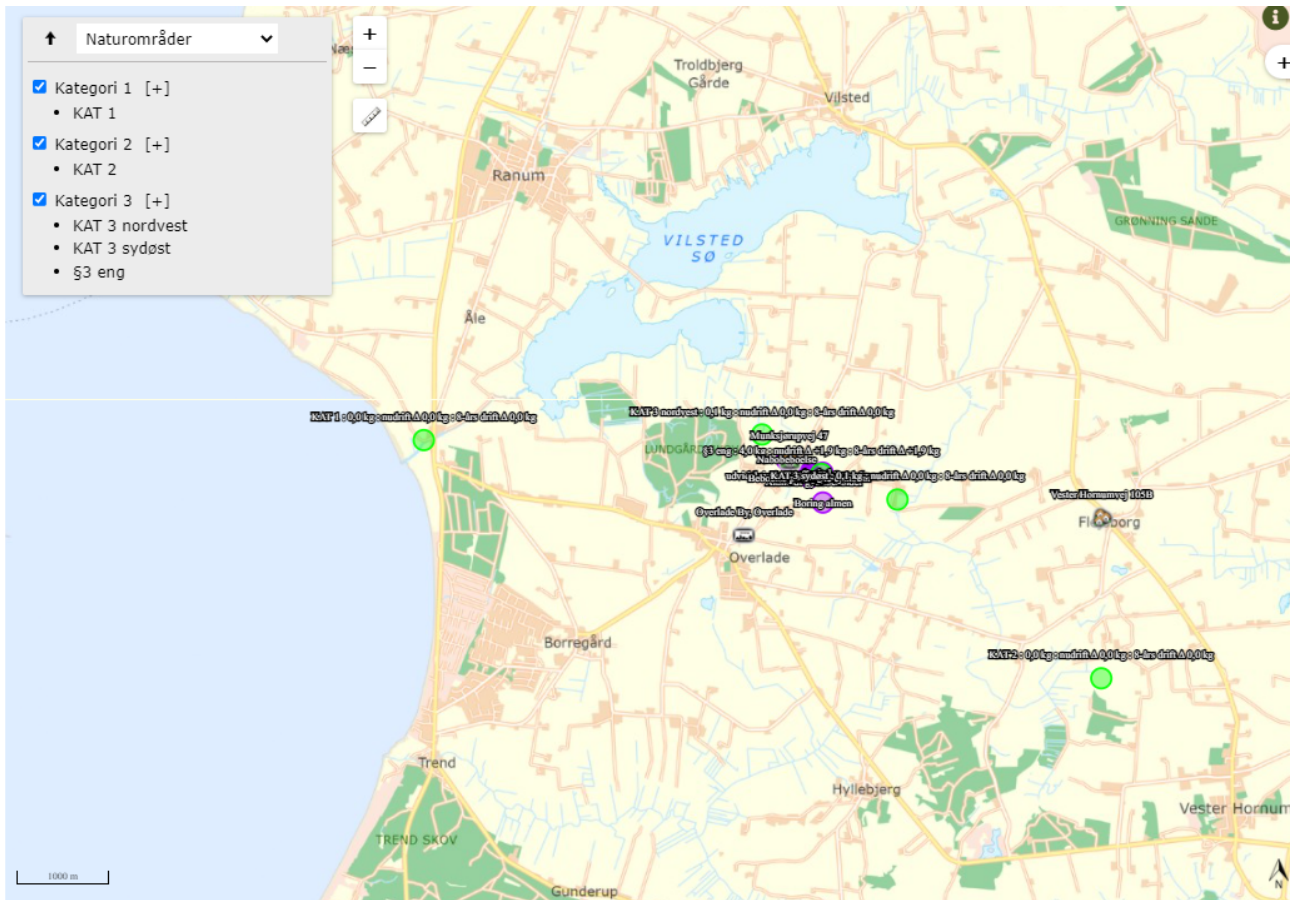 Naturområder
Kategori 1 [+]
KAT 1
Kategori 2 [+]
KAT 2
Kategori 3 [+]
KAT 3 nordvest
KAT 3 sydøst
§3 eng
+
−
i
+
Troldbjerg
Gårde
Vilsted
Ranum
GRØNNING SANDE
VILSTED
SØ
Åle
KAT 1 : 0,0 kg : nudrift Δ 0,0 kg : 8-års drift Δ 0,0 kg
KAT 3 nordvest : 0,1 kg : nudrift Δ 0,0 kg : 8-års drift Δ 0,0 kg
Munksjørupvej 47
§3 eng : 4,0 kg : nudrift Δ +1,9 kg : 8-års drift Δ +1,9 kg
Nabobeboelse
KAT 3 sydøst : 0,1 kg : nudrift Δ 0,0 kg : 8-års drift Δ 0,0 kg
Boring almen
Vester Hornumvej 105B
Overlade By, Overlade
Overlade
Borregård
KAT 2 : 0,0 kg : nudrift Δ 0,0 kg : 8-års drift Δ 0,0 kg
Trend
Hyllebjerg
Vester Hornum
TREND SKOV
1000 m
N
Gunderup